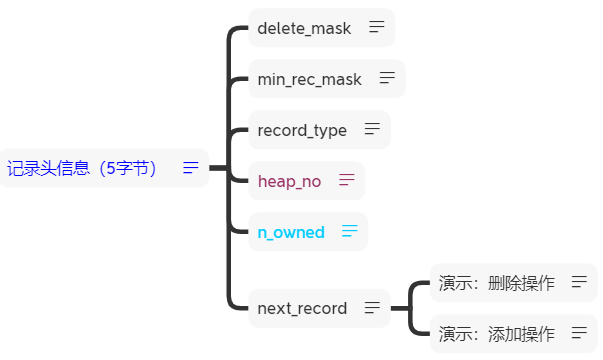 记录头信息（5字节）
delete_mask
min_rec_mask
record_type
heap_no
n_owned
next_record
演示：删除操作
演示：添加操作